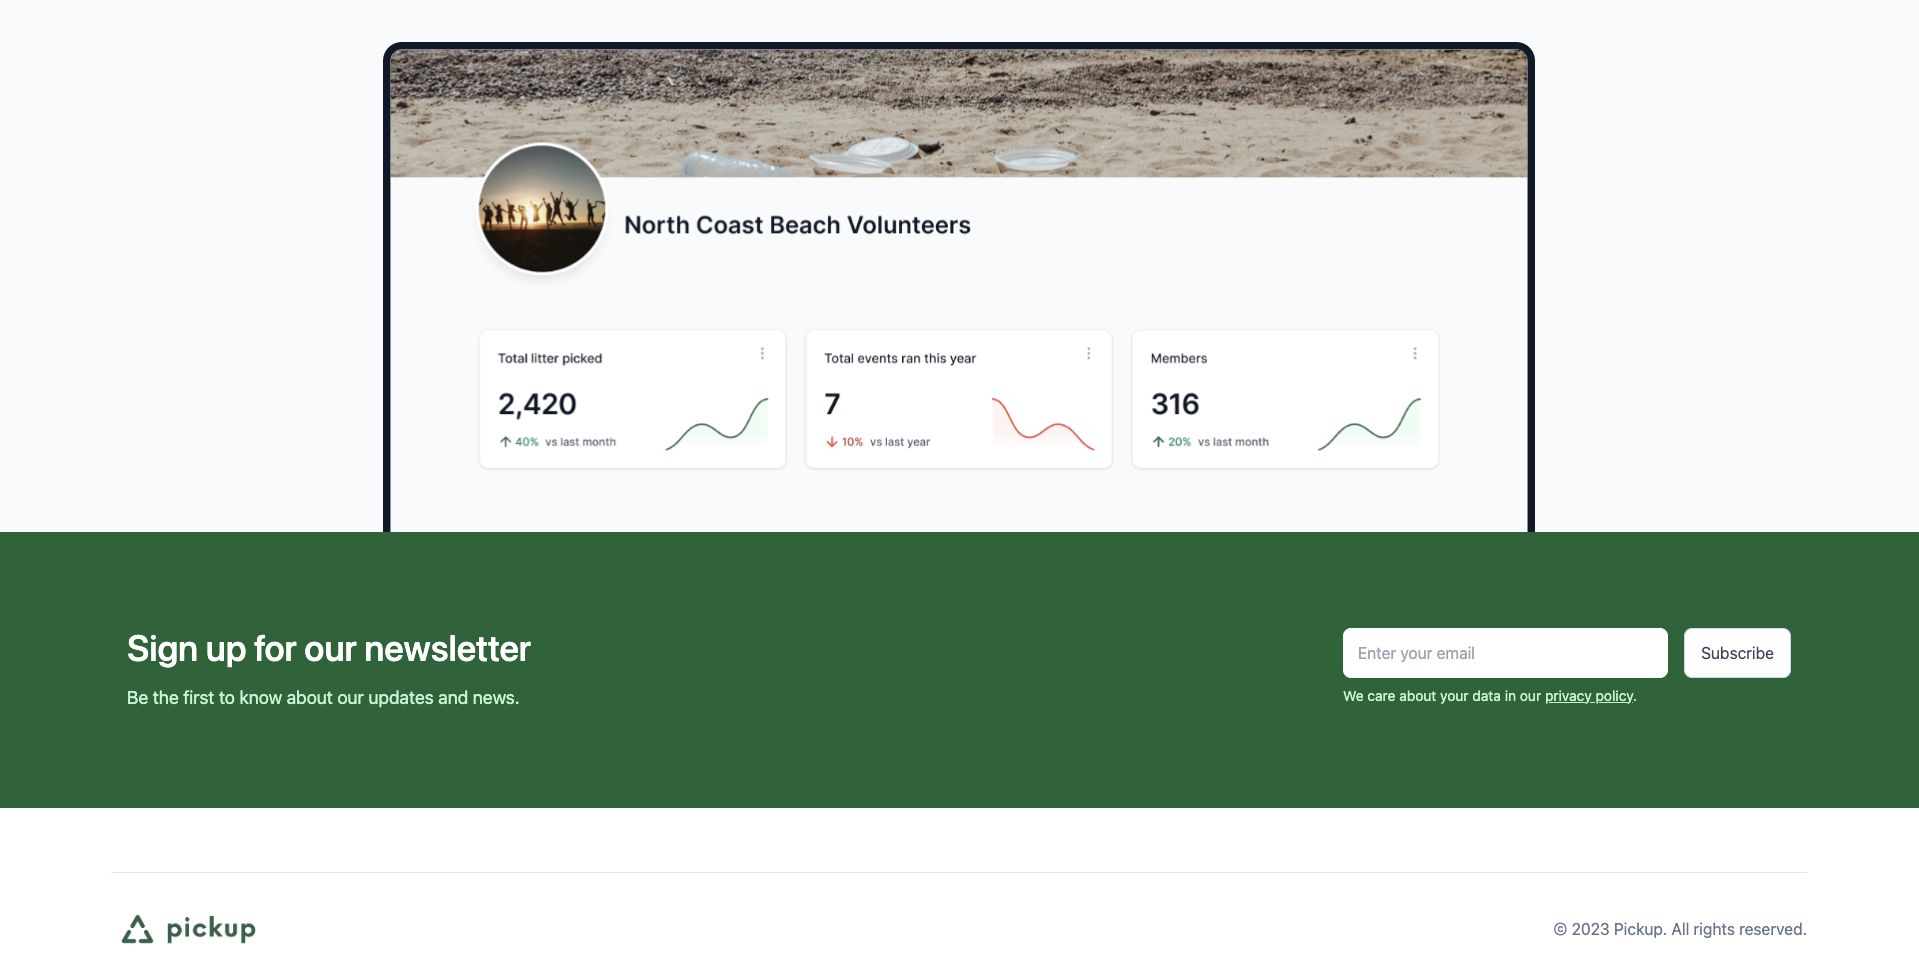 North Coast Beach Volunteers
Total litter picked
2,420
40% vs last month
Total events ran this year
7
10% vs last year
Members
316
20% vs last month
Sign up for our newsletter
Be the first to know about our updates and news.
Enter your email
Subscribe
We care about your data in our privacy policy.
pickup
© 2023 Pickup. All rights reserved.